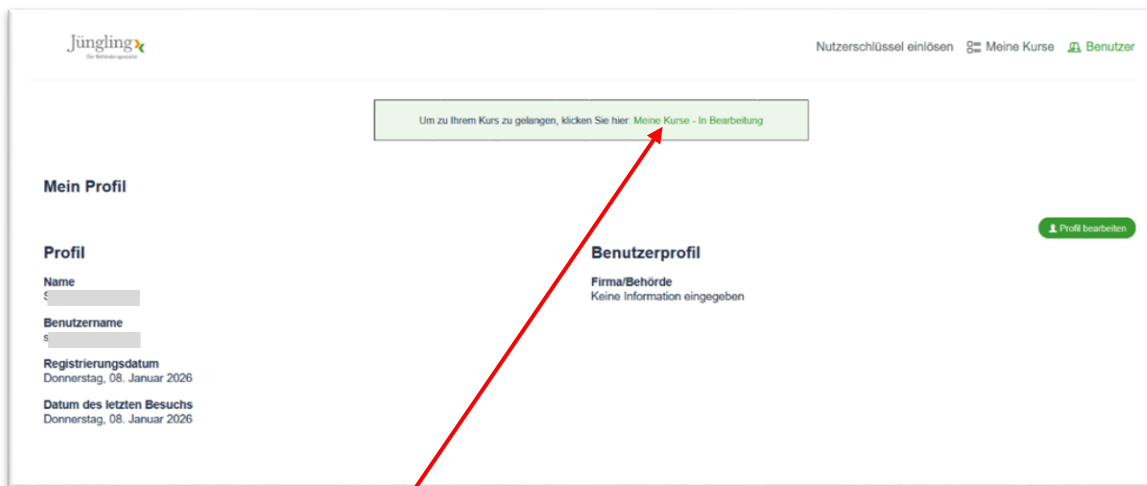 Jüngling
Der Behördenspezialist
Nutzerschlüssel einlösen Meine Kurse Benutzer
Um zu Ihrem Kurs zu gelangen, klicken Sie hier: Meine Kurse - In Bearbeitung
Mein Profil
Profil bearbeiten
Profil
Name
S
Benutzername
s
Registrierungsdatum
Donnerstag, 08. Januar 2026
Datum des letzten Besuchs
Donnerstag, 08. Januar 2026
Benutzerprofil
Firma/Behörde
Keine Information eingegeben